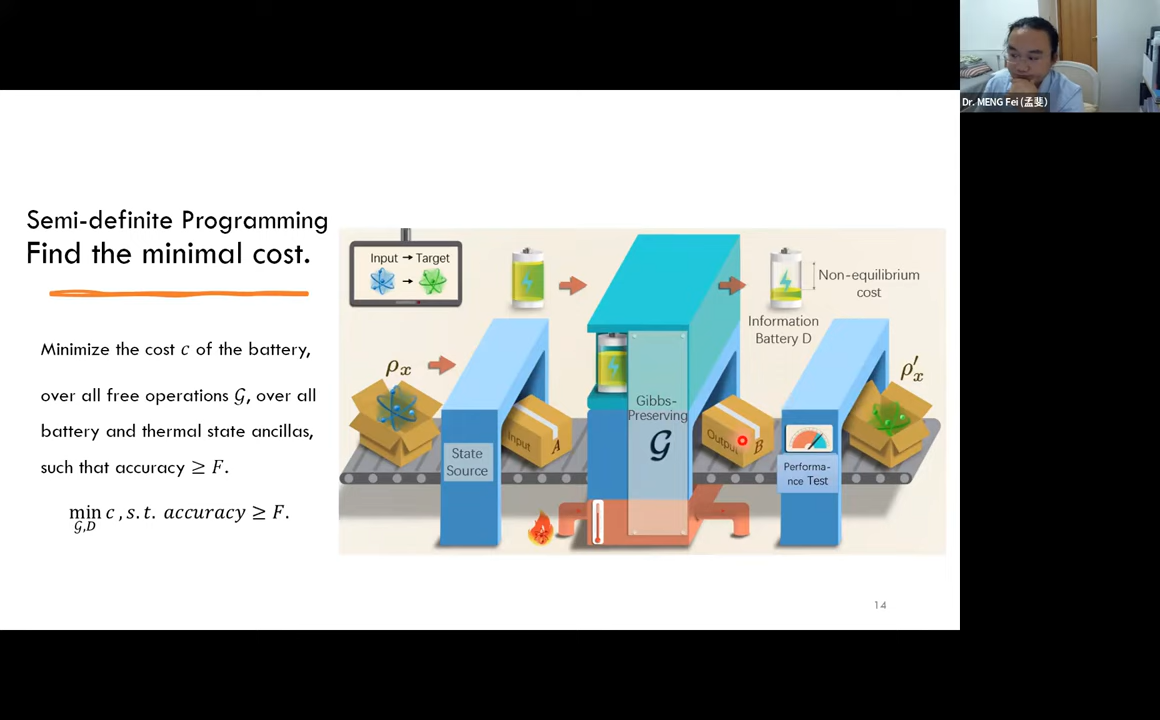 Dr. MENG Fei (孟斐)
Semi-definite Programming
Find the minimal cost.
Minimize the cost c of the battery,
over all free operations 𝒢, over all
battery and thermal state ancillas,
such that accuracy ≥ F.
min c , s.t. accuracy ≥ F.
𝒢,D
Input → Target
Non-equilibrium
cost
Information
Battery D
ρₓ
ρ′ₓ
Gibbs-
Preserving
𝒢
Input A
Output B
State
Source
Performa-
nce Test
14